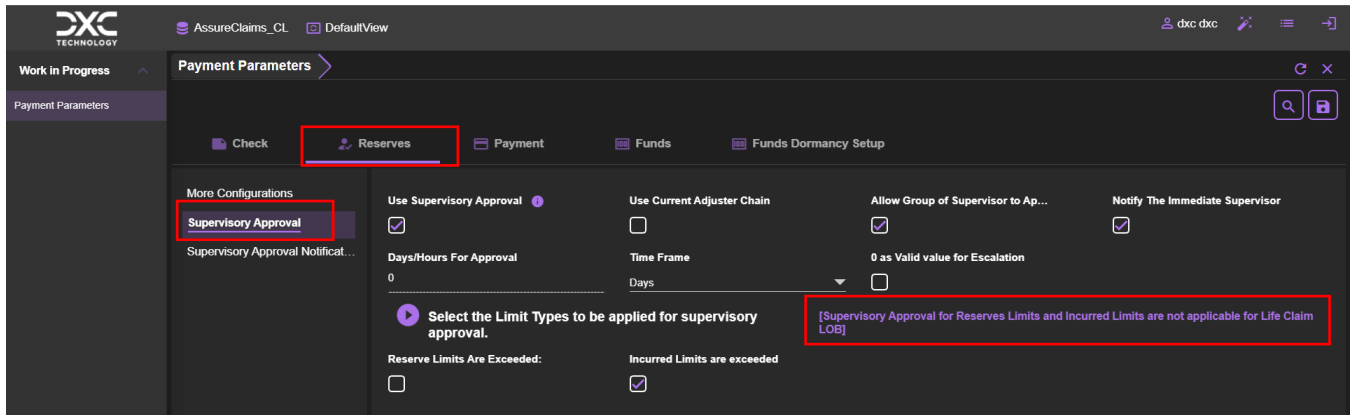 DXC
TECHNOLOGY
AssureClaims_CL
DefaultView
dxc dxc
Work in Progress
Payment Parameters
Payment Parameters
Check
Reserves
Payment
Funds
Funds Dormancy Setup
More Configurations
Supervisory Approval
Supervisory Approval Notificat...
Use Supervisory Approval
Use Current Adjuster Chain
Allow Group of Supervisor to Ap...
Notify The Immediate Supervisor
Days/Hours For Approval
Time Frame
0 as Valid value for Escalation
0
Days
Select the Limit Types to be applied for supervisory
approval.
[Supervisory Approval for Reserves Limits and Incurred Limits are not applicable for Life Claim
LOB]
Reserve Limits Are Exceeded:
Incurred Limits are exceeded